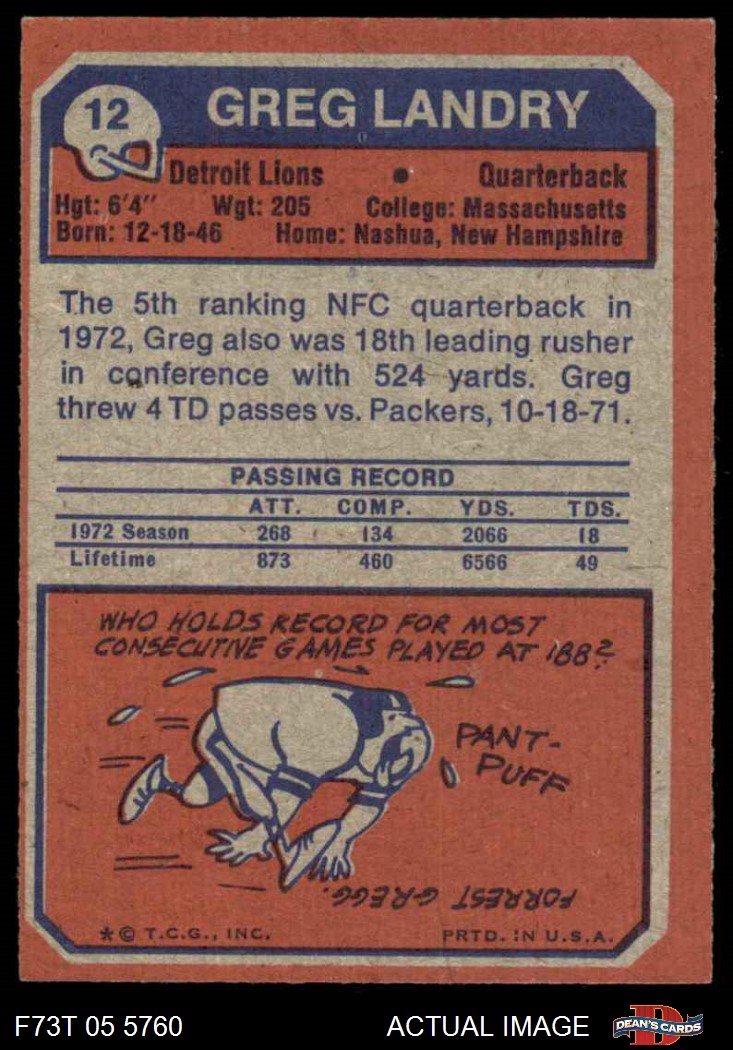 12
GREG LANDRY
Detroit Lions • Quarterback
Hgt: 6'4" Wgt: 205 College: Massachusetts
Born: 12-18-46 Home: Nashua, New Hampshire
The 5th ranking NFC quarterback in
1972, Greg also was 18th leading rusher
in conference with 524 yards. Greg
threw 4 TD passes vs. Packers, 10-18-71.
PASSING RECORD
ATT. COMP. YDS. TDS.
1972 Season 268 134 2066 18
Lifetime 873 460 6566 49
WHO HOLDS RECORD FOR MOST
CONSECUTIVE GAMES PLAYED AT 188?
PANT-
PUFF
FORREST GREGG.
*© T.C.G., INC. PRTD. IN U.S.A.
F73T 05 5760 ACTUAL IMAGE D DEAN'S CARDS